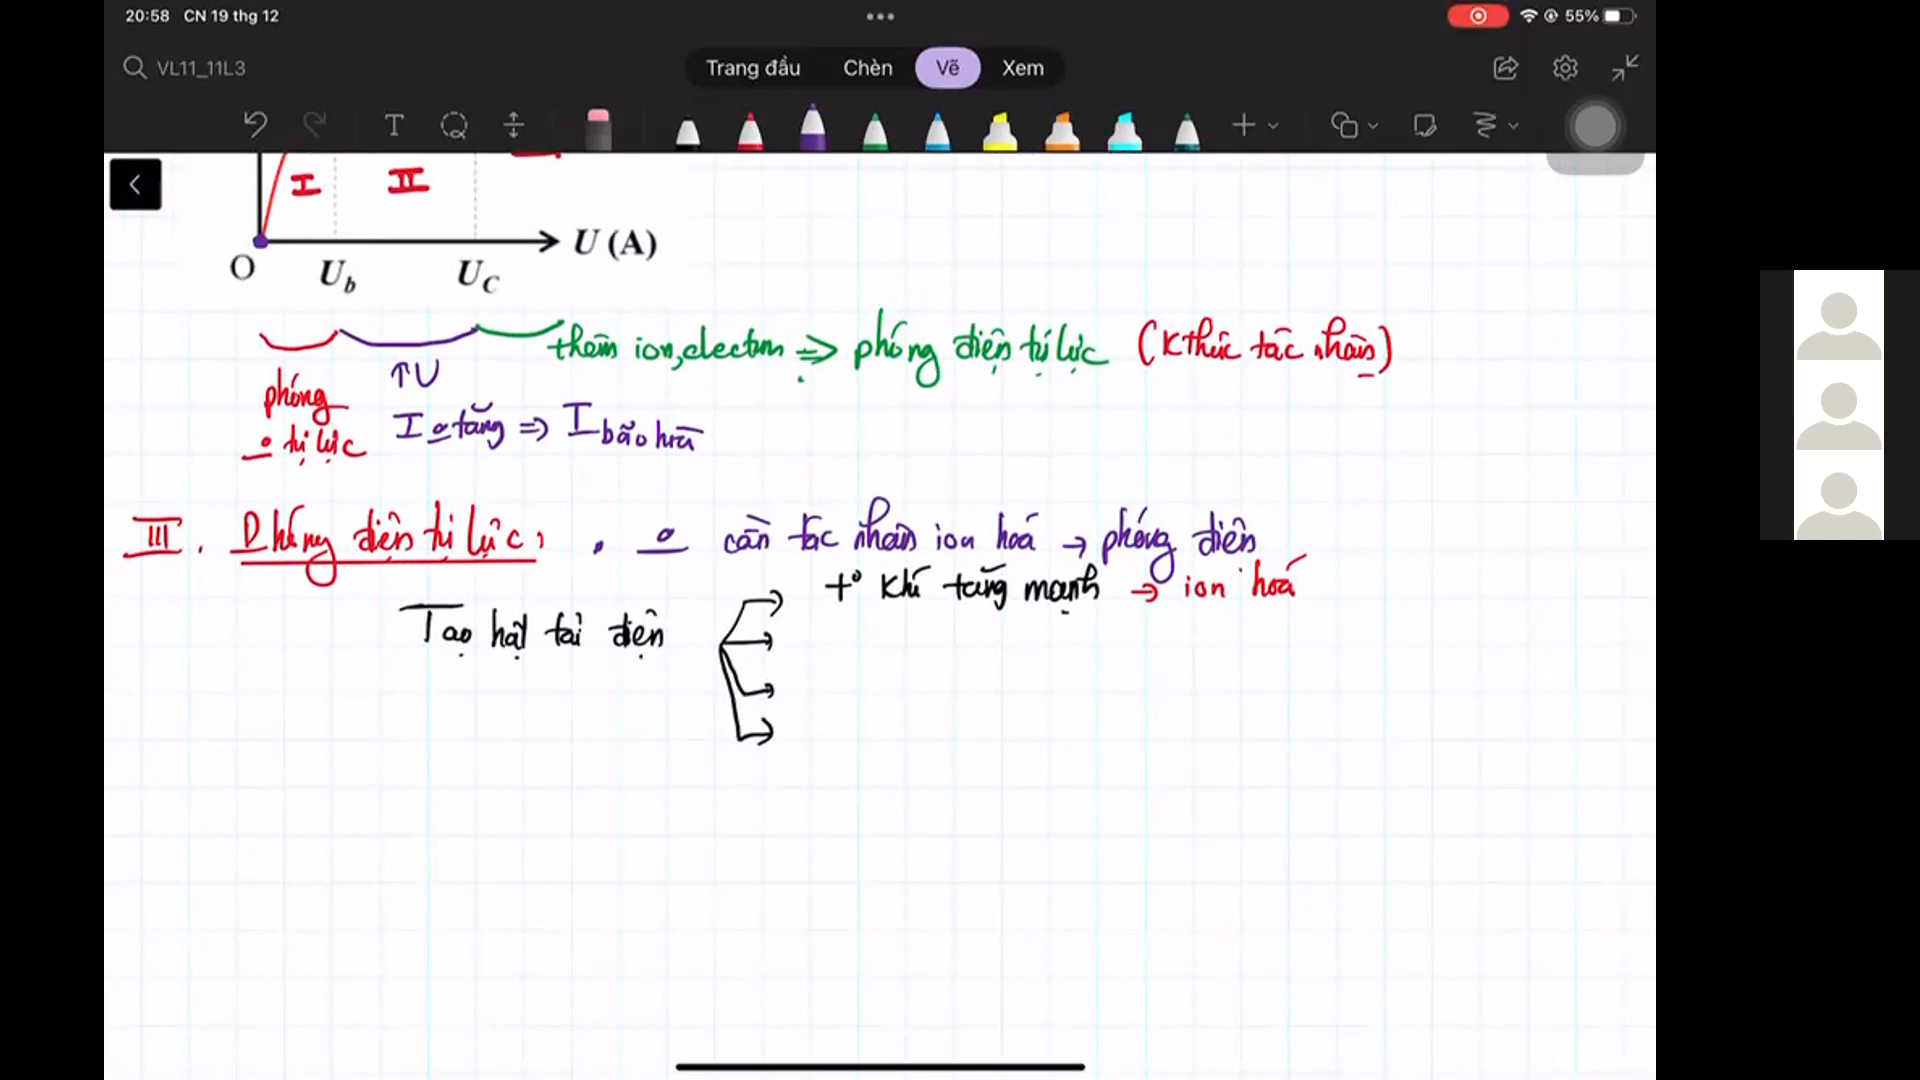 20:58 CN 19 thg 12
55%
VL11_11L3
Trang đầu Chèn Vẽ Xem
I II
U (A)
O U_b U_C
thêm ion, electron => phóng điện tự lực (K thức tác nhân)
↑U
phóng
o tự lực
I o tăng => I bão hoà
III. Phóng điện tự lực: . o cần tác nhân ion hoá → phóng điện
Tạo hạt tải điện
t° khí tăng mạnh → ion hoá